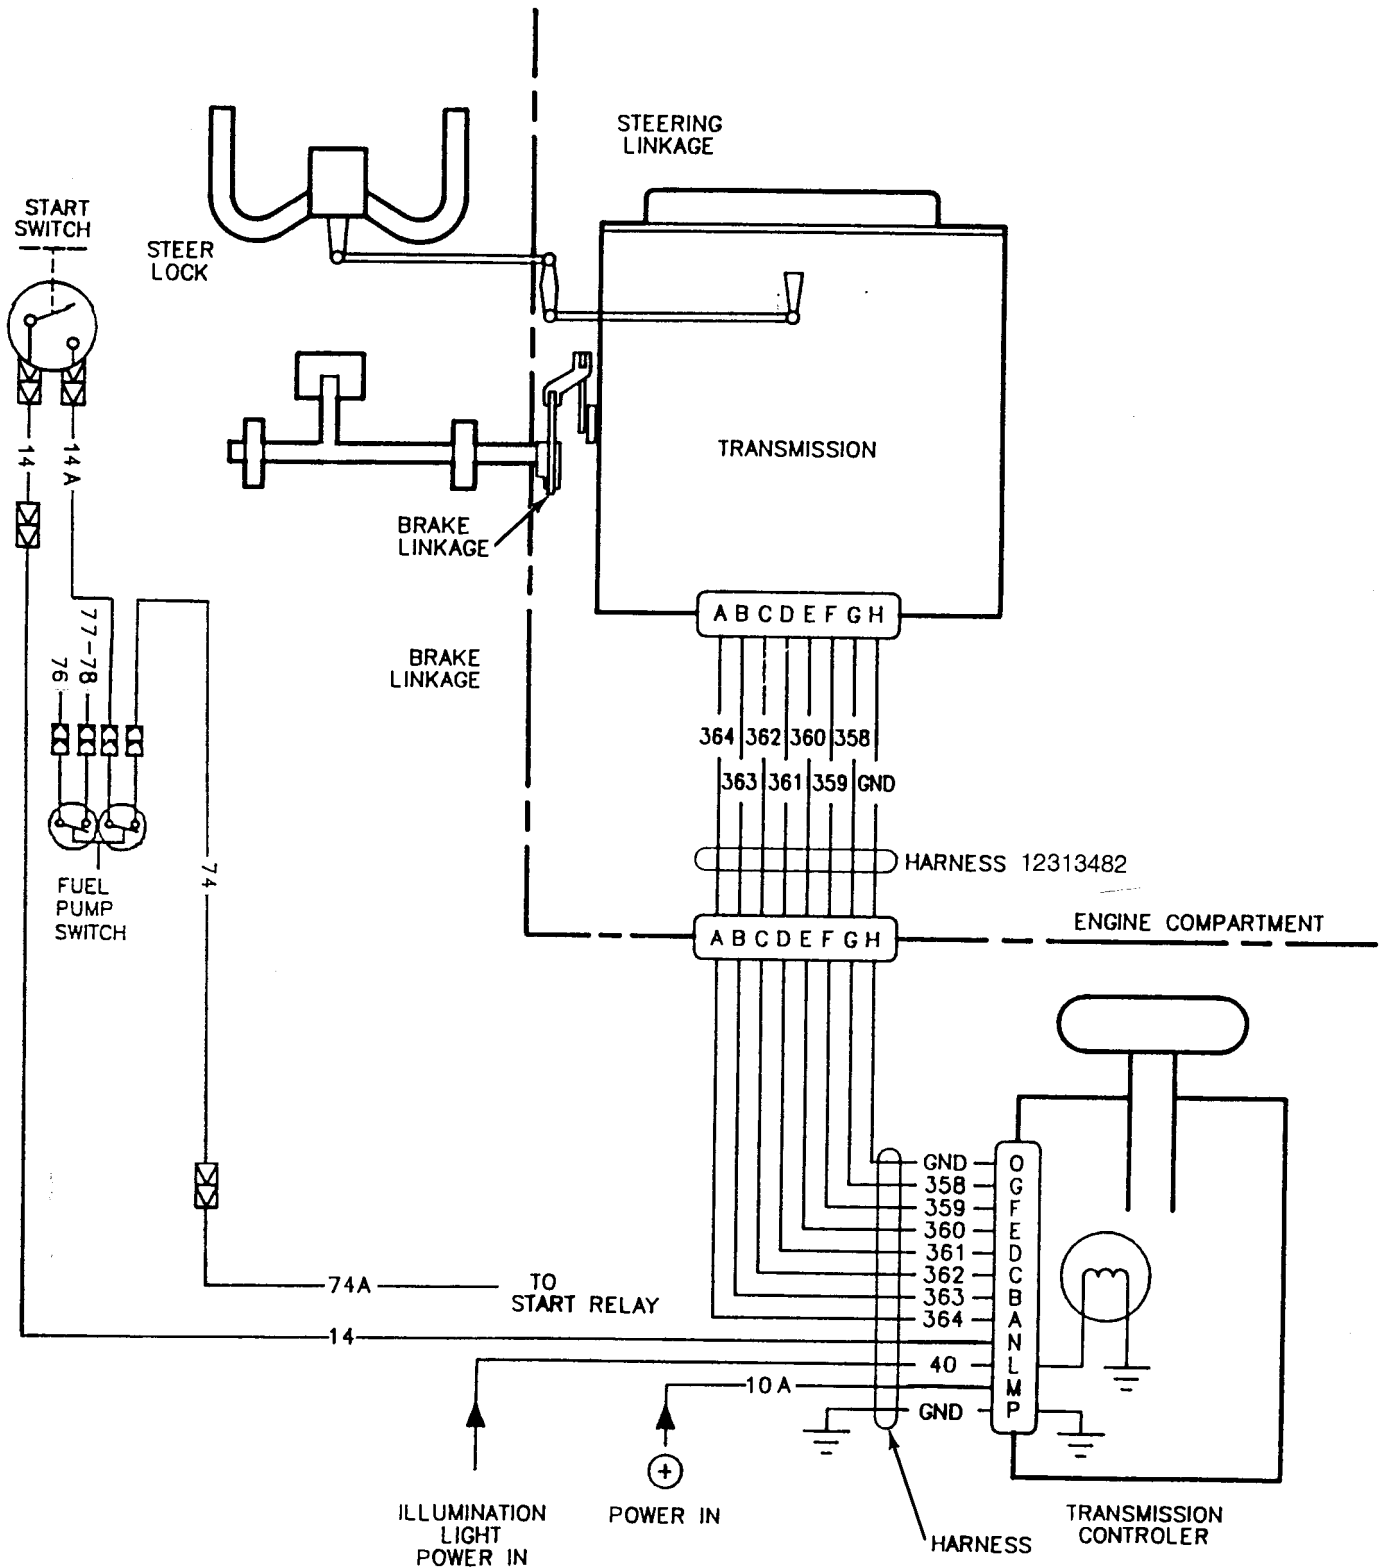 STEERING
LINKAGE
START
SWITCH
STEER
LOCK
TRANSMISSION
14
14A
BRAKE
LINKAGE
A B C D E F G H
77-78
76
BRAKE
LINKAGE
364 362 360 358
363 361 359 GND
74
HARNESS 12313482
FUEL
PUMP
SWITCH
ENGINE COMPARTMENT
A B C D E F G H
GND O
358 G
359 F
360 E
361 D
362 C
363 B
364 A
74A
TO
START RELAY
14 N
40 L
10A M
GND P
ILLUMINATION
LIGHT
POWER IN
+
POWER IN
HARNESS
TRANSMISSION
CONTROLER